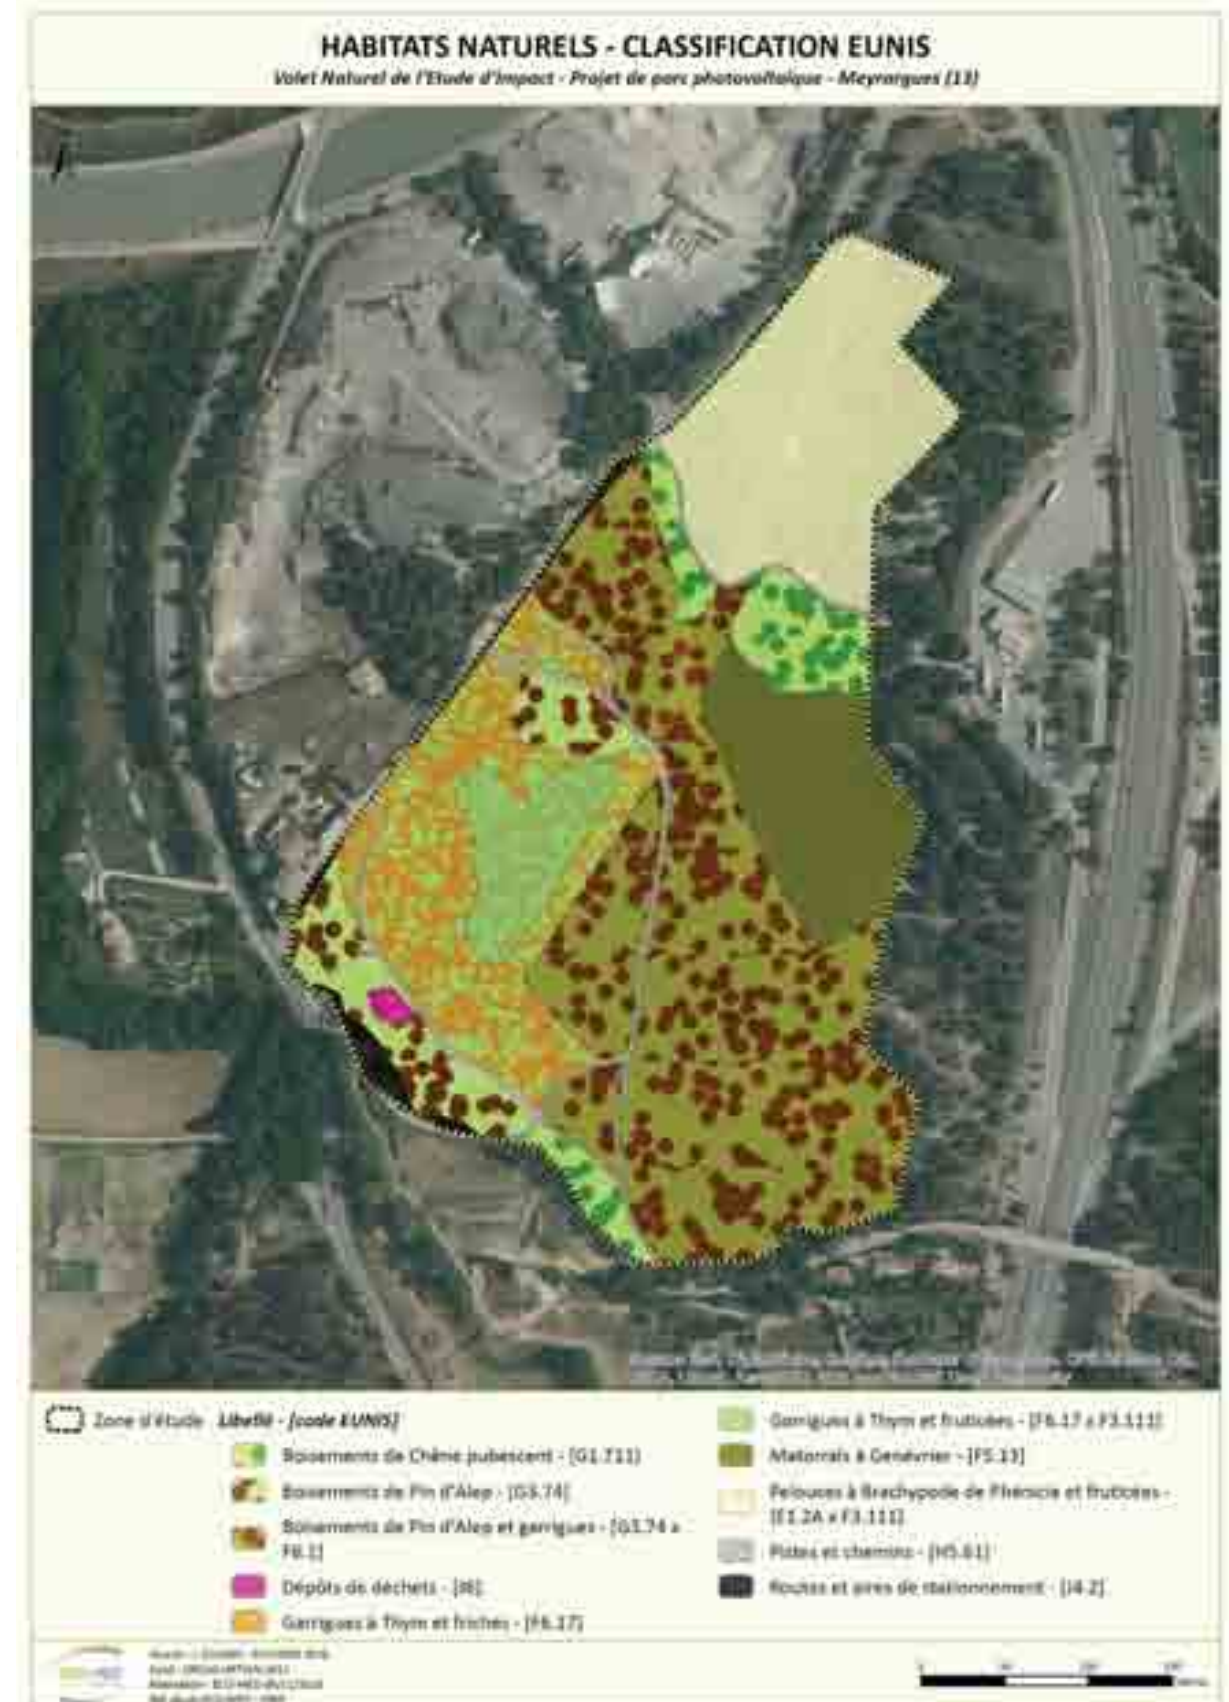 HABITATS NATURELS - CLASSIFICATION EUNIS
Volet Naturel de l'Etude d'Impact - Projet de parc photovoltaïque - Meyrargues (13)
Zone d'étude
Libellé - [code EUNIS]
Boisements de Chêne pubescent - [G1.711]
Boisements de Pin d'Alep - [G3.74]
Boisements de Pin d'Alep et garrigues - [G3.74 x
F6.1]
Dépôts de déchets - [J6]
Garrigues à Thym et friches - [F6.17]
Garrigues à Thym et fruticées - [F6.17 x F3.111]
Matorrals à Genévrier - [F5.13]
Pelouses à Brachypode de Phénicie et fruticées -
[E1.2A x F3.111]
Pistes et chemins - [H5.61]
Routes et aires de stationnement - [J4.2]